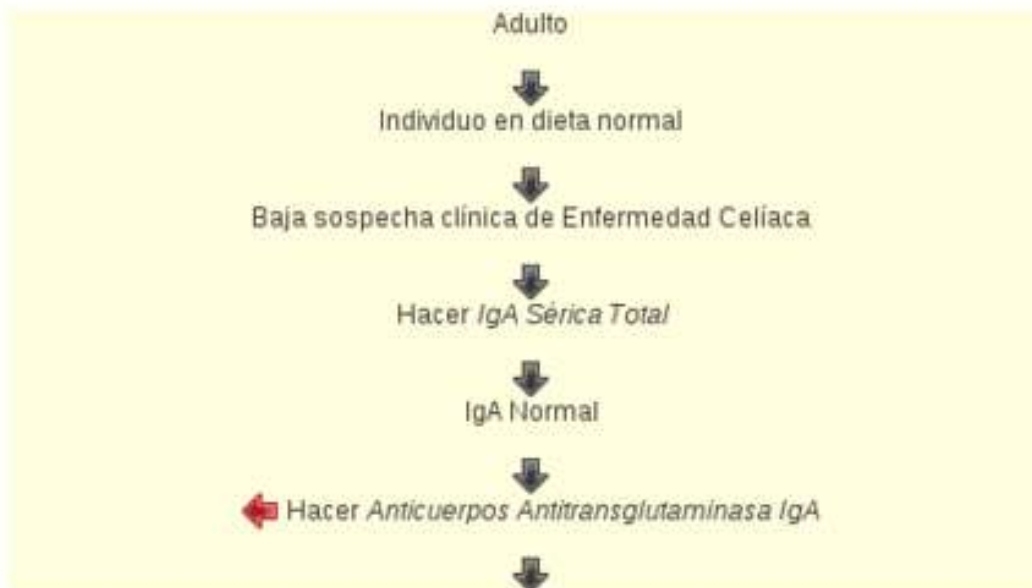 Adulto
Individuo en dieta normal
Baja sospecha clínica de Enfermedad Celíaca
Hacer IgA Sérica Total
IgA Normal
Hacer Anticuerpos Antitransglutaminasa IgA